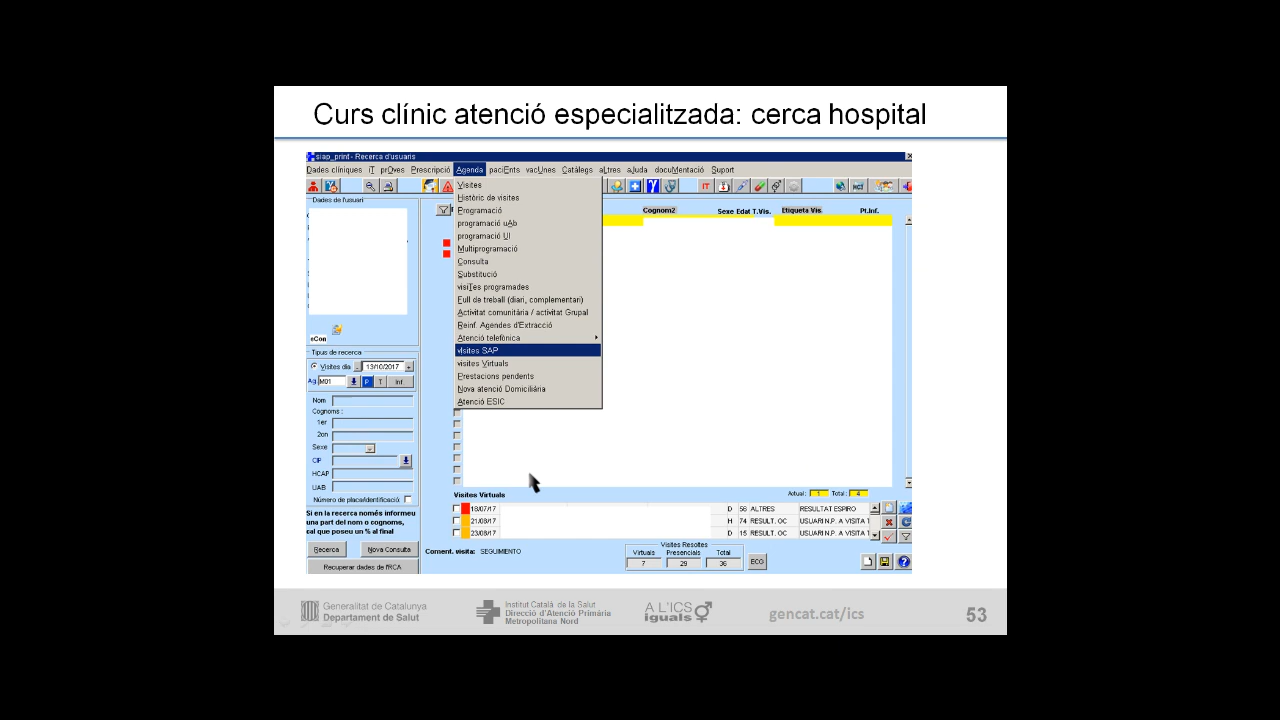 Curs clínic atenció especialitzada: cerca hospital
siap_print - Recerca d'usuaris
Dades clíniques iT prOves Prescripció Agenda paciEnts vacUnes Catàlegs aLtres aJuda docuMentació Suport
Dades de l'usuari
eCon
Tipus de recerca
Visites dia - 13/10/2017 +
Ag. M01 P T Inf.
Nom
Cognoms :
1er
2on
Sexe
CIP
HCAP
UAB
Número de placa/identificació:
Si en la recerca només informeu
una part del nom o cognoms,
cal que poseu un % al final
Recerca Nova Consulta
Recuperar dades de l'RCA
Visites
Històric de visites
Programació
programació uAb
programació UI
Multiprogramació
Consulta
Substitució
visiTes programades
Full de treball (diari, complementari)
Activitat comunitària / activitat Grupal
Reinf. Agendes d'Extracció
Atenció telefònica
vIsites SAP
visites Virtuals
Prestacions pendents
Nova atenció Domiciliària
Atenció ESIC
IT
RCT
Cognom2 Sexe Edat T.Vis. Etiqueta Vis. Pt.Inf.
Visites Virtuals
Actual: 1 Total: 4
18/07/17 D 56 ALTRES RESULTAT ESPIRO
21/08/17 H 74 RESULT. OC USUARI N.P. A VISITA 1
23/08/17 D 15 RESULT. OC USUARI N.P. A VISITA 1
Coment. visita: SEGUIMIENTO
Visites Resoltes
Virtuals Presencials Total
7 29 36
ECO
Generalitat de Catalunya
Departament de Salut
Institut Català de la Salut
Direcció d'Atenció Primària
Metropolitana Nord
A L'ICS
iguals
gencat.cat/ics
53